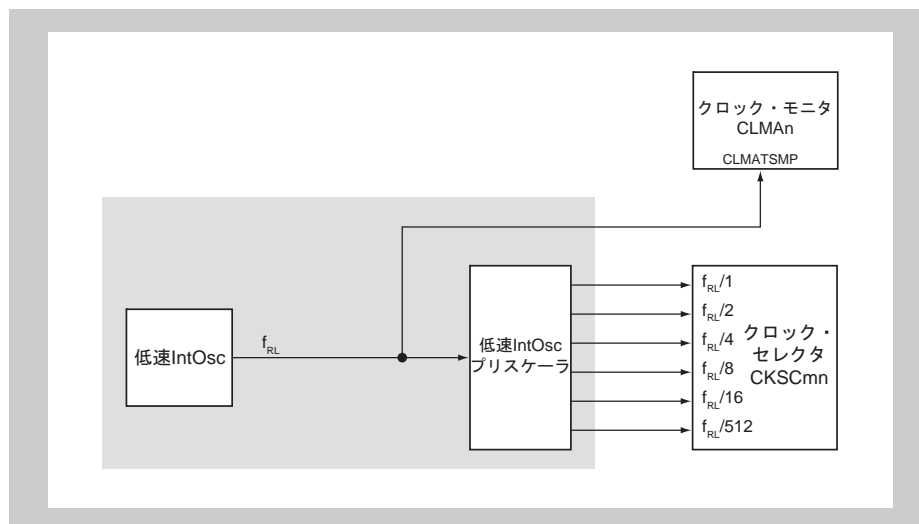 クロック・モニタ
CLMAn
CLMATSMP
低速IntOsc
fRL
低速IntOsc
プリスケーラ
fRL/1
fRL/2
fRL/4
fRL/8
fRL/16
fRL/512
クロック・
セレクタ
CKSCmn